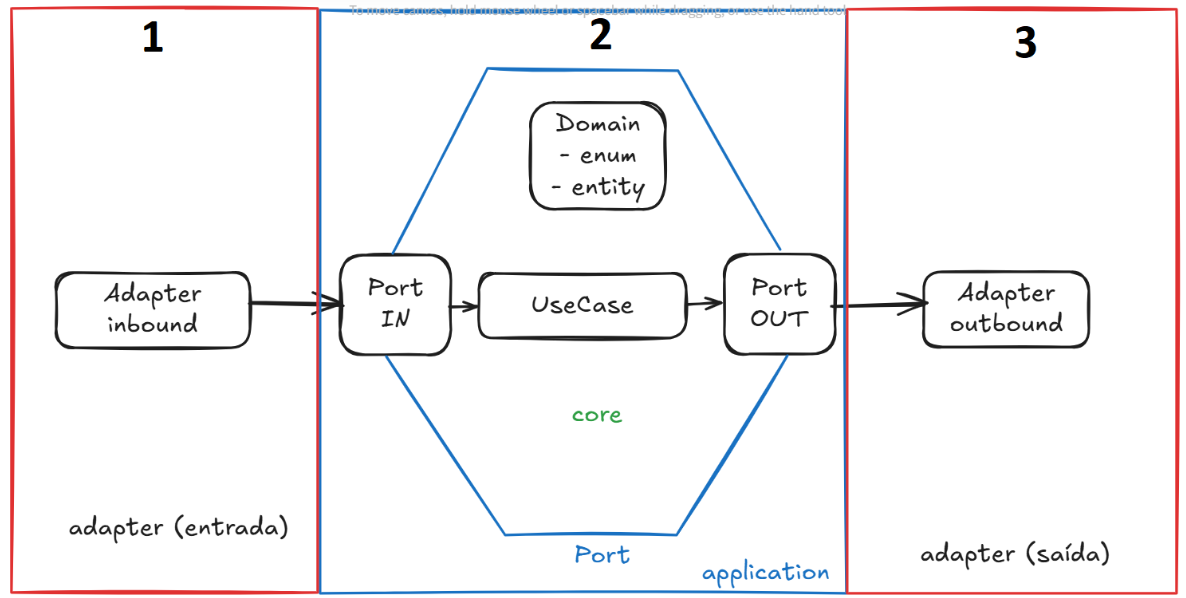 To move canvas, hold mouse wheel or spacebar while dragging, or use the hand tool
1
2
3
Domain
- enum
- entity
Adapter
inbound
Port
IN
UseCase
Port
OUT
Adapter
outbound
core
adapter (entrada)
Port
application
adapter (saída)